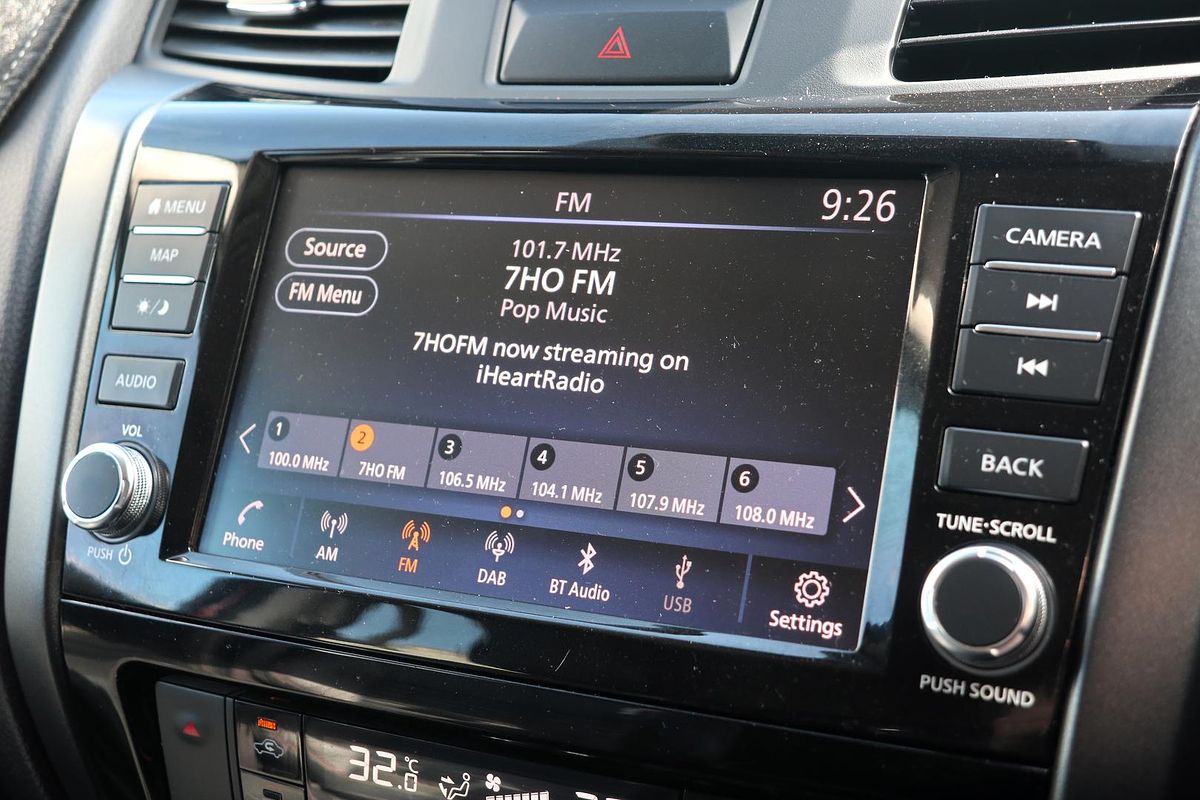 FM
9:26
Source
FM Menu
101.7 MHz
7HO FM
Pop Music
7HOFM now streaming on
iHeartRadio
1
100.0 MHz
2
7HO FM
3
106.5 MHz
4
104.1 MHz
5
107.9 MHz
6
108.0 MHz
Phone
AM
FM
DAB
BT Audio
USB
Settings
MENU
MAP
AUDIO
VOL
PUSH
CAMERA
BACK
TUNE·SCROLL
PUSH SOUND
32.0
°C